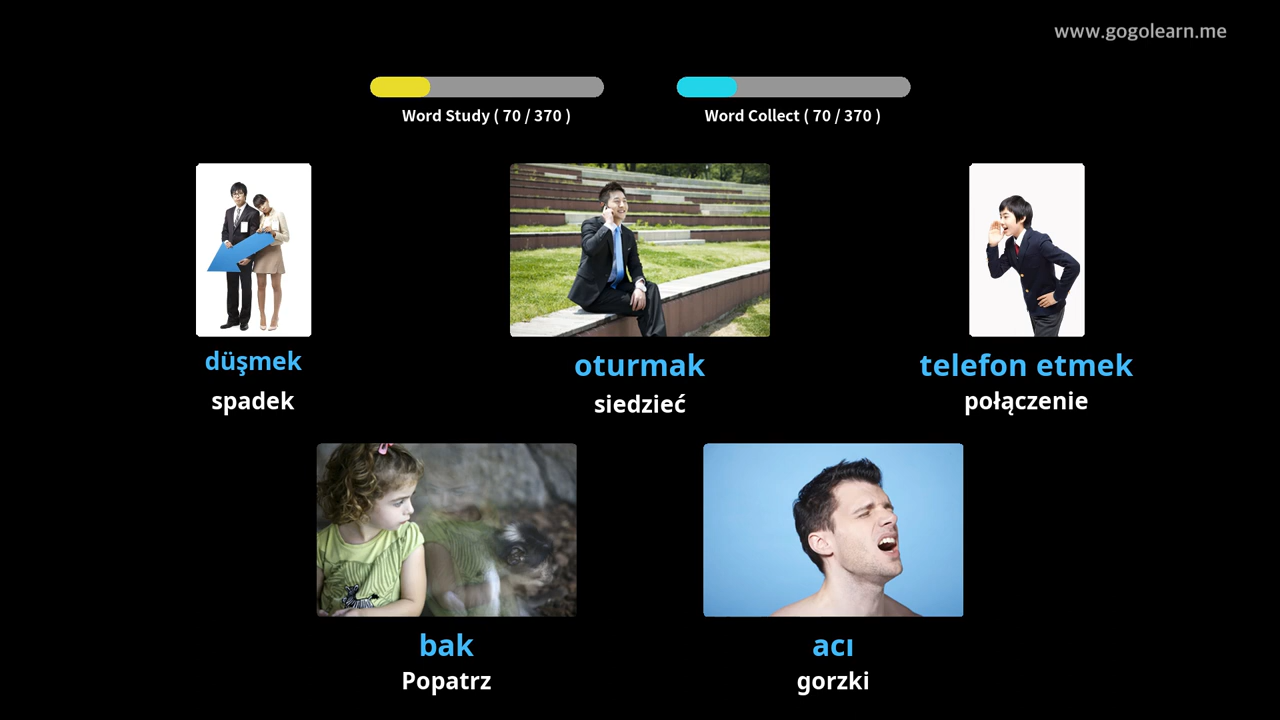 www.gogolearn.me
Word Study ( 70 / 370 )
Word Collect ( 70 / 370 )
düşmek
spadek
oturmak
siedzieć
telefon etmek
połączenie
bak
Popatrz
acı
gorzki